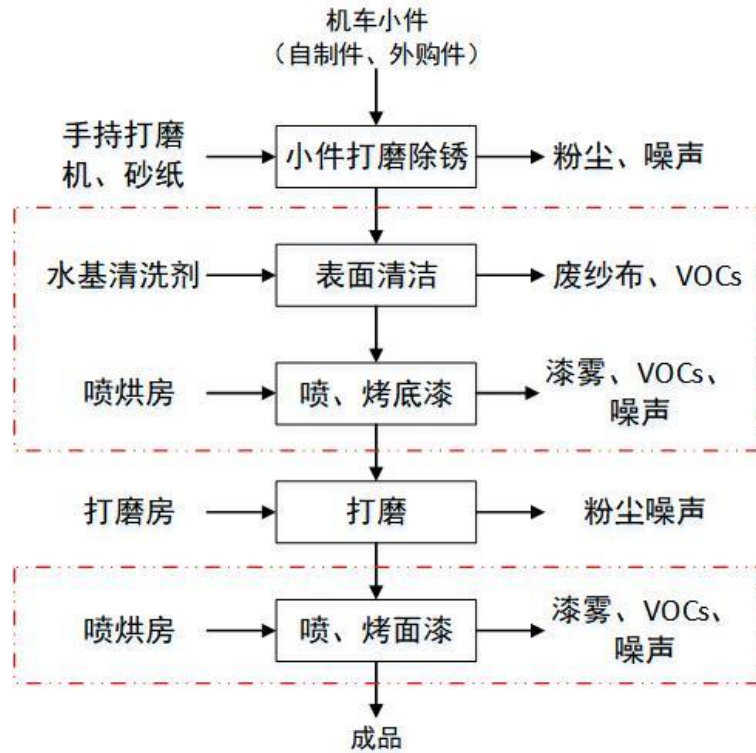 机车小件
（自制件、外购件）
手持打磨
机、砂纸
小件打磨除锈
粉尘、噪声
水基清洗剂
表面清洁
废纱布、VOCs
喷烘房
喷、烤底漆
漆雾、VOCs、
噪声
打磨房
打磨
粉尘噪声
喷烘房
喷、烤面漆
漆雾、VOCs、
噪声
成品